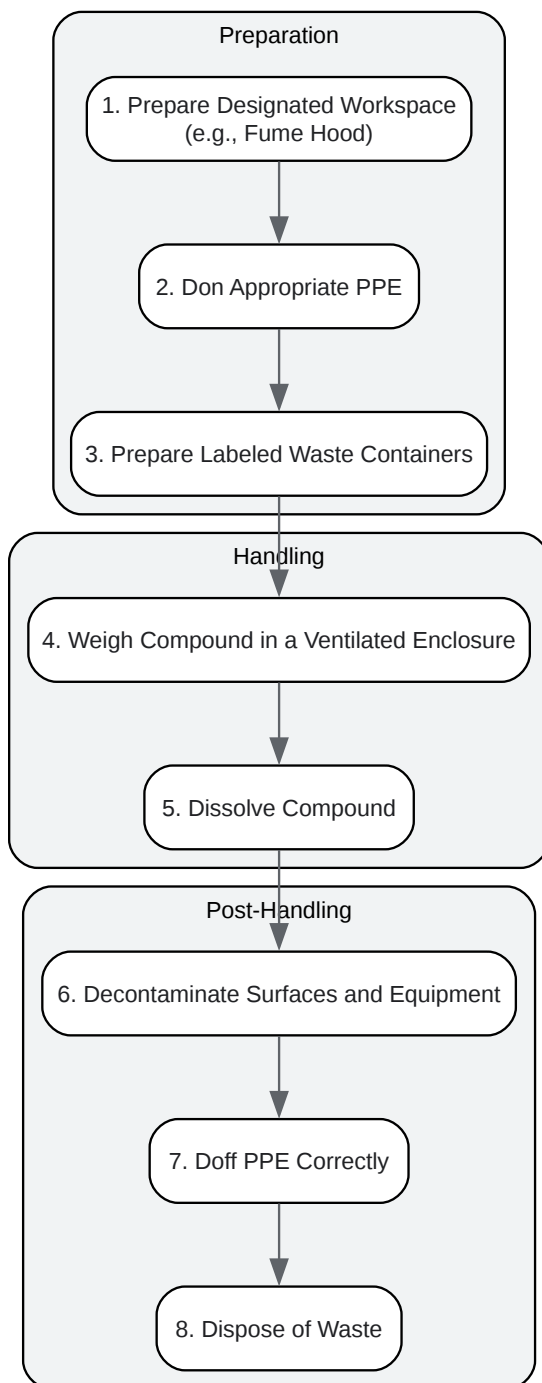 Preparation
1. Prepare Designated Workspace
(e.g., Fume Hood)
2. Don Appropriate PPE
3. Prepare Labeled Waste Containers
Handling
4. Weigh Compound in a Ventilated Enclosure
5. Dissolve Compound
Post-Handling
6. Decontaminate Surfaces and Equipment
7. Doff PPE Correctly
8. Dispose of Waste